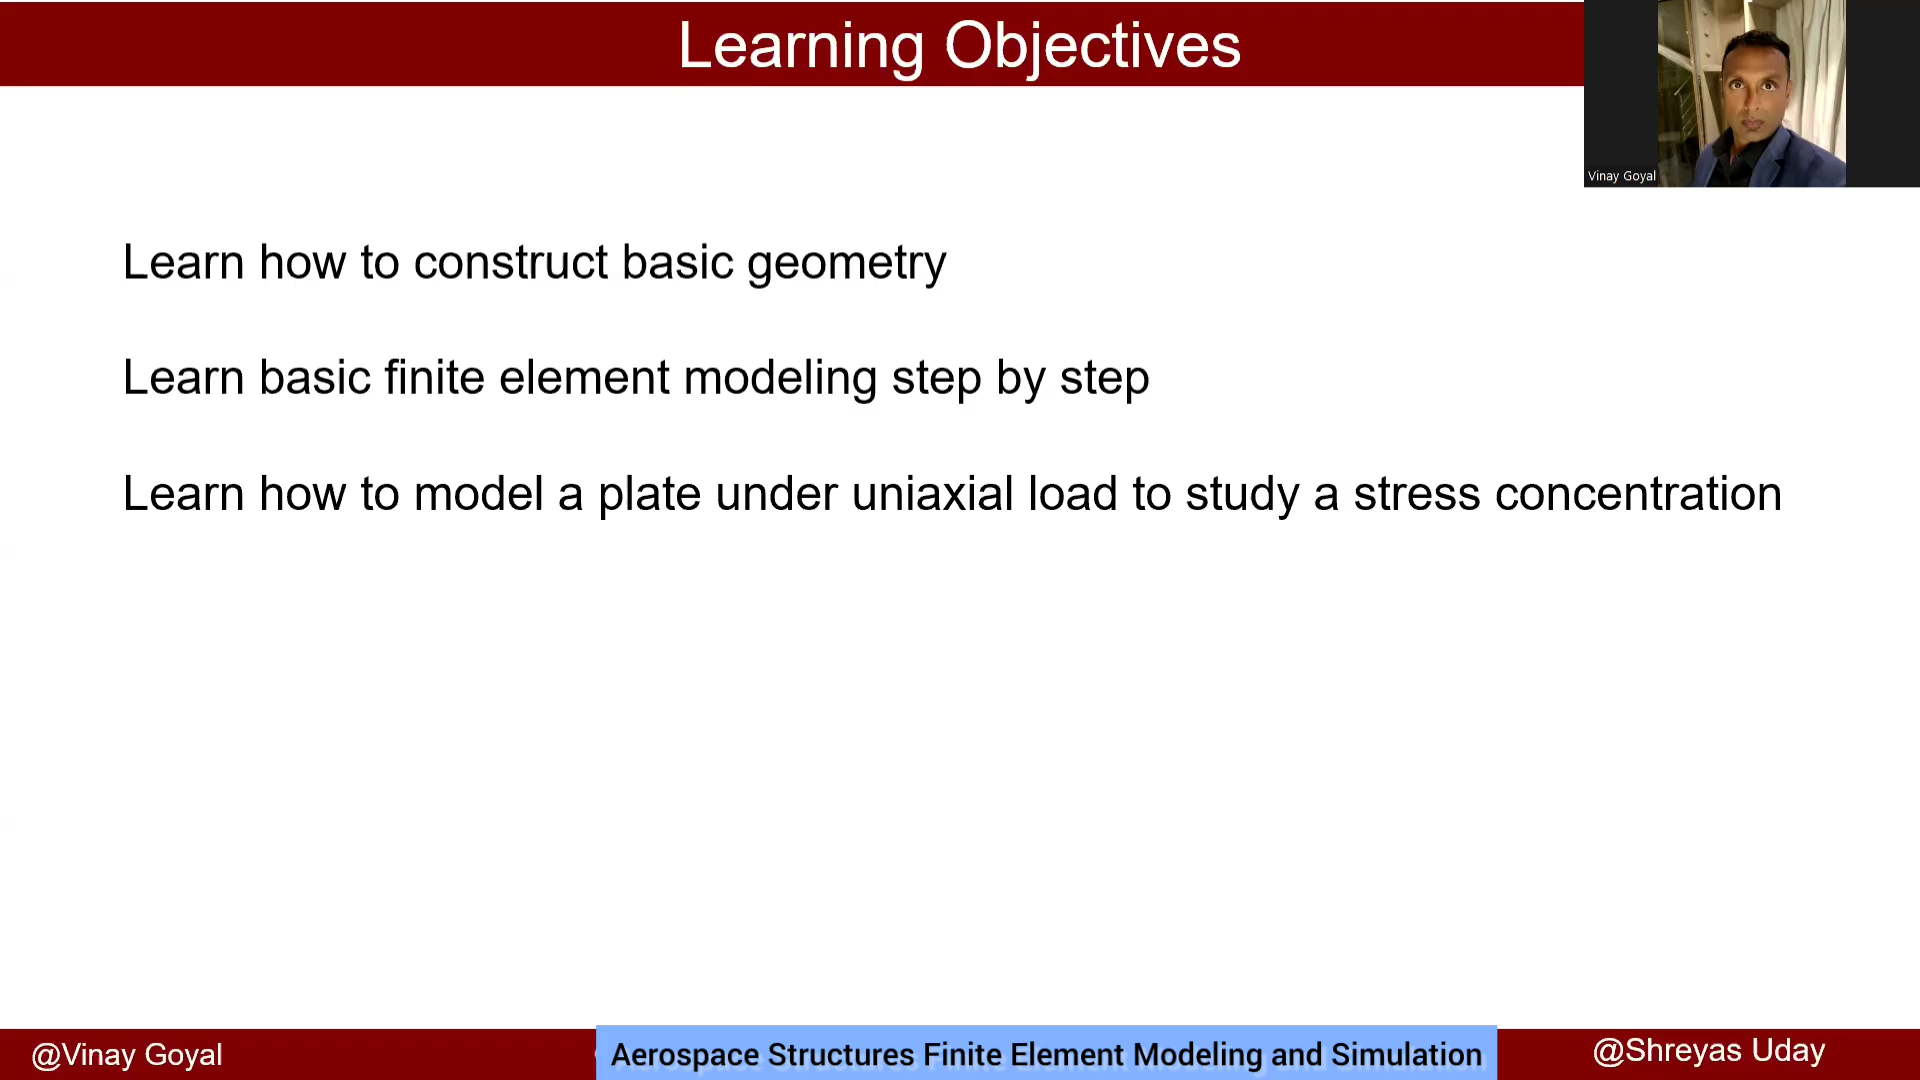 Learning Objectives
Vinay Goyal
Learn how to construct basic geometry
Learn basic finite element modeling step by step
Learn how to model a plate under uniaxial load to study a stress concentration
@Vinay Goyal
Aerospace Structures Finite Element Modeling and Simulation
@Shreyas Uday